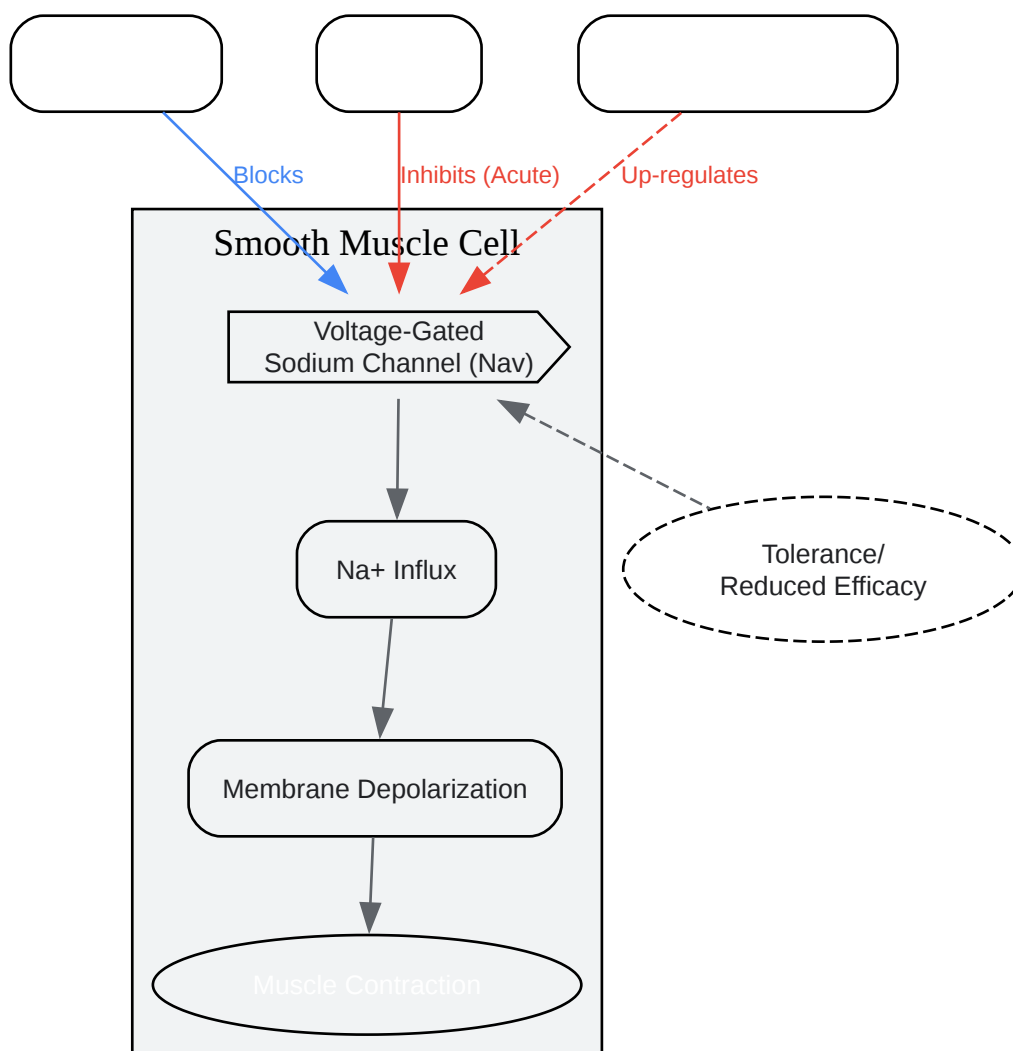 Blocks
Inhibits (Acute)
Up-regulates
Smooth Muscle Cell
Voltage-Gated
Sodium Channel (Nav)
Tolerance/
Reduced Efficacy
Na+ Influx
Membrane Depolarization
Muscle Contraction